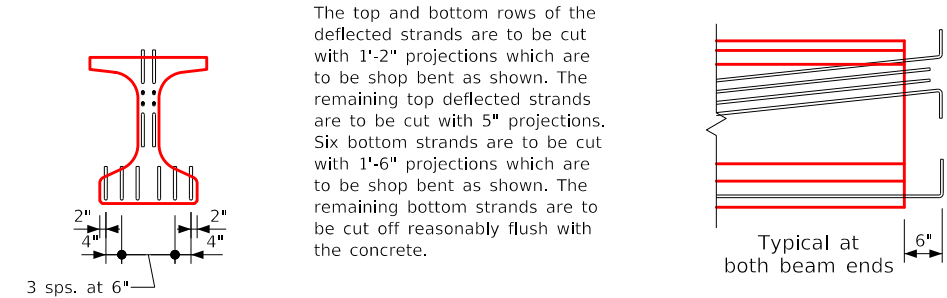 The top and bottom rows of the
deflected strands are to be cut
with 1'-2" projections which are
to be shop bent as shown. The
remaining top deflected strands
are to be cut with 5" projections.
Six bottom strands are to be cut
with 1'-6" projections which are
to be shop bent as shown. The
remaining bottom strands are to
be cut off reasonably flush with
the concrete.
2" 2"
4" 4"
3 sps. at 6"
Typical at
both beam ends
6"